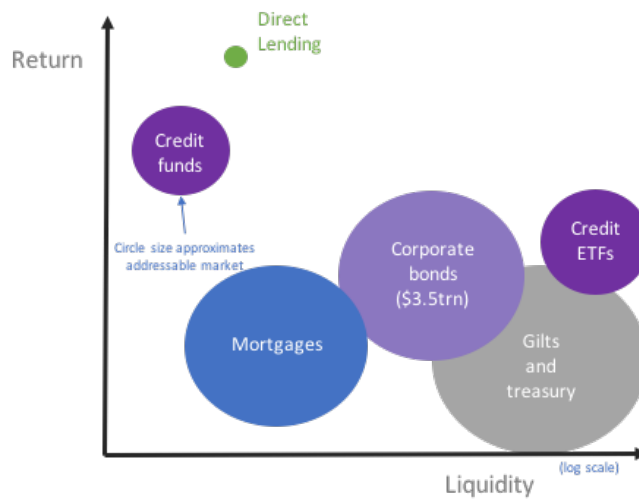 Direct
Lending
Return
Credit
funds
Circle size approximates
addressable market
Corporate
bonds
($3.5trn)
Credit
ETFs
Mortgages
Gilts
and
treasury
(log scale)
Liquidity